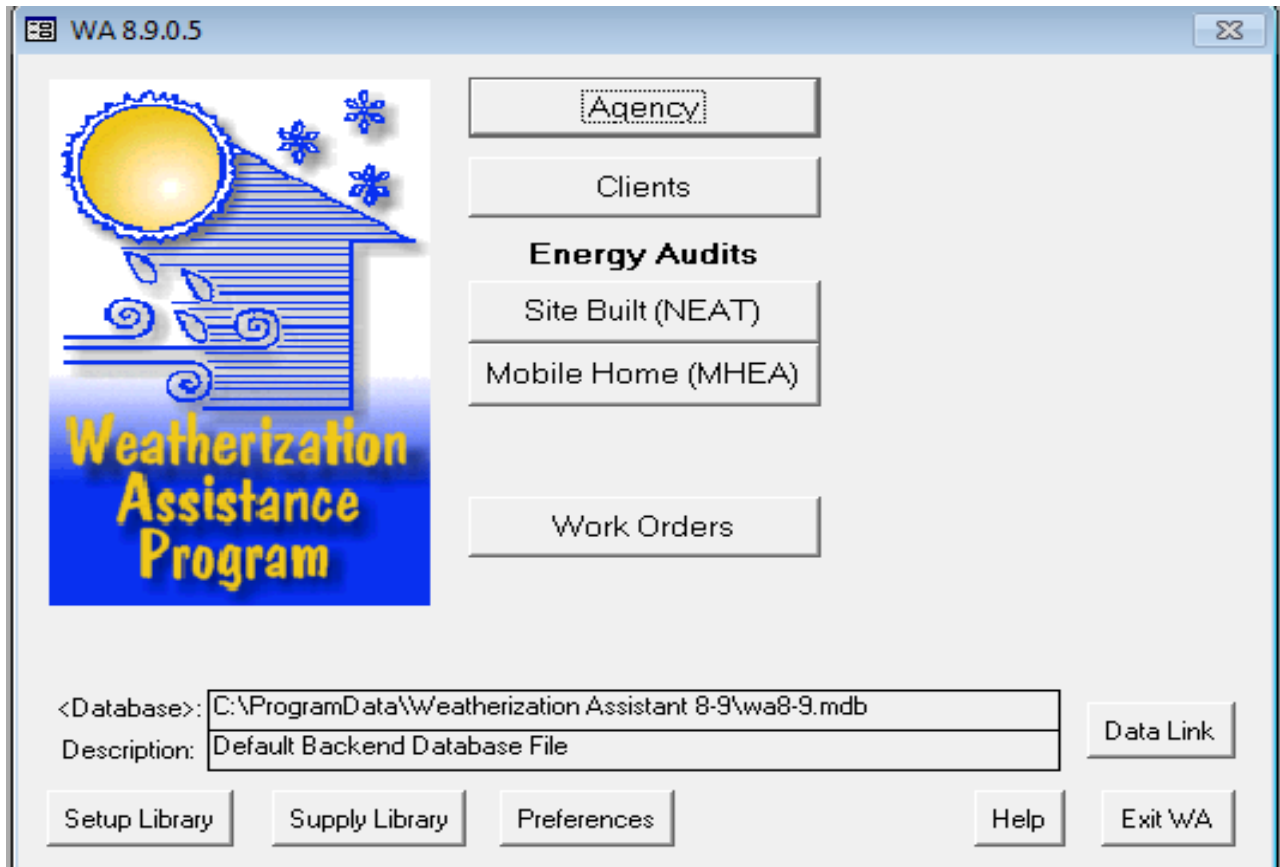 WA 8.9.0.5
Agency
Clients
Energy Audits
Site Built (NEAT)
Mobile Home (MHEA)
Weatherization
Assistance
Program
Work Orders
<Database>: C:\ProgramData\Weatherization Assistant 8-9\wa8-9.mdb
Description: Default Backend Database File
Data Link
Setup Library Supply Library Preferences Help Exit WA